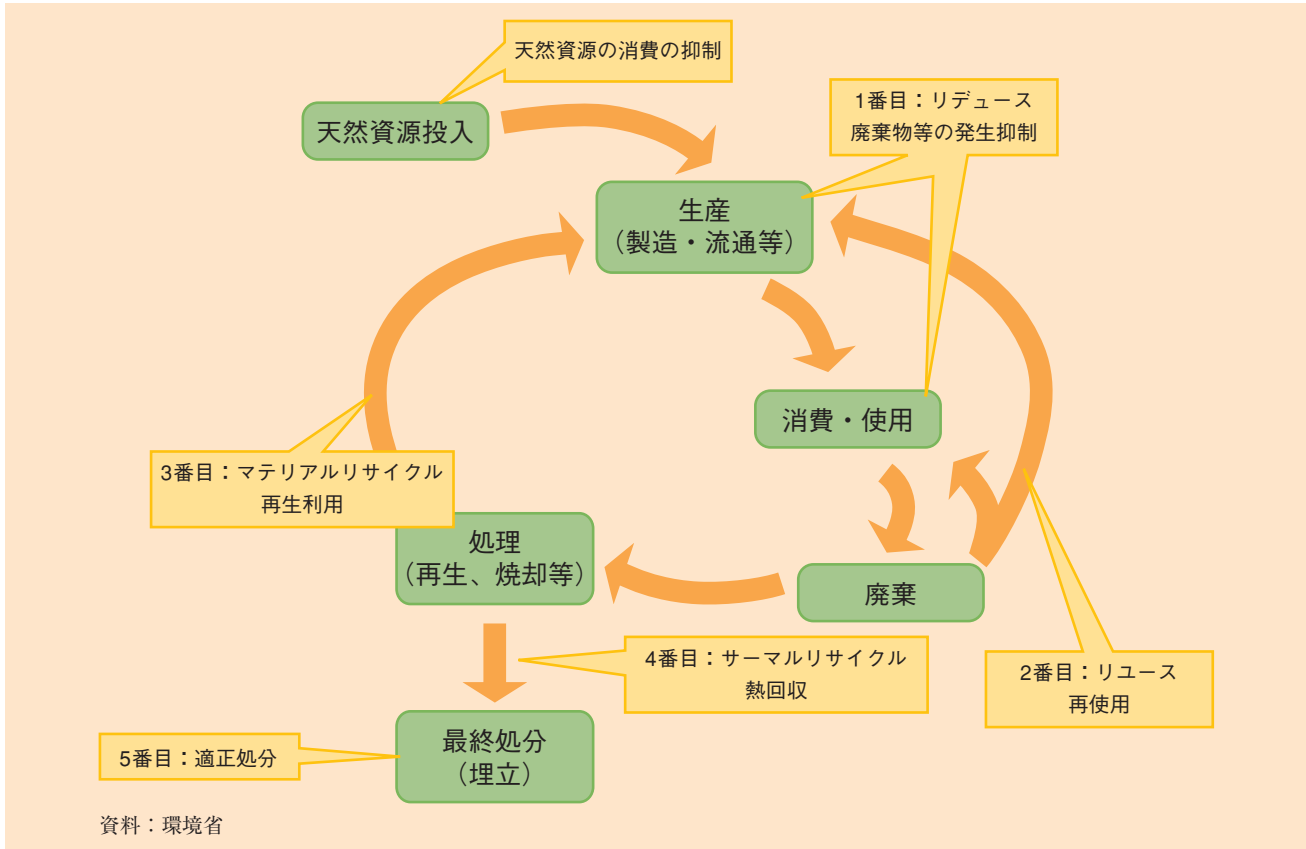 天然資源の消費の抑制
天然資源投入
1番目：リデュース
廃棄物等の発生抑制
生産
（製造・流通等）
消費・使用
3番目：マテリアルリサイクル
再生利用
処理
（再生、焼却等）
廃棄
4番目：サーマルリサイクル
熱回収
2番目：リユース
再使用
最終処分
（埋立）
5番目：適正処分
資料：環境省